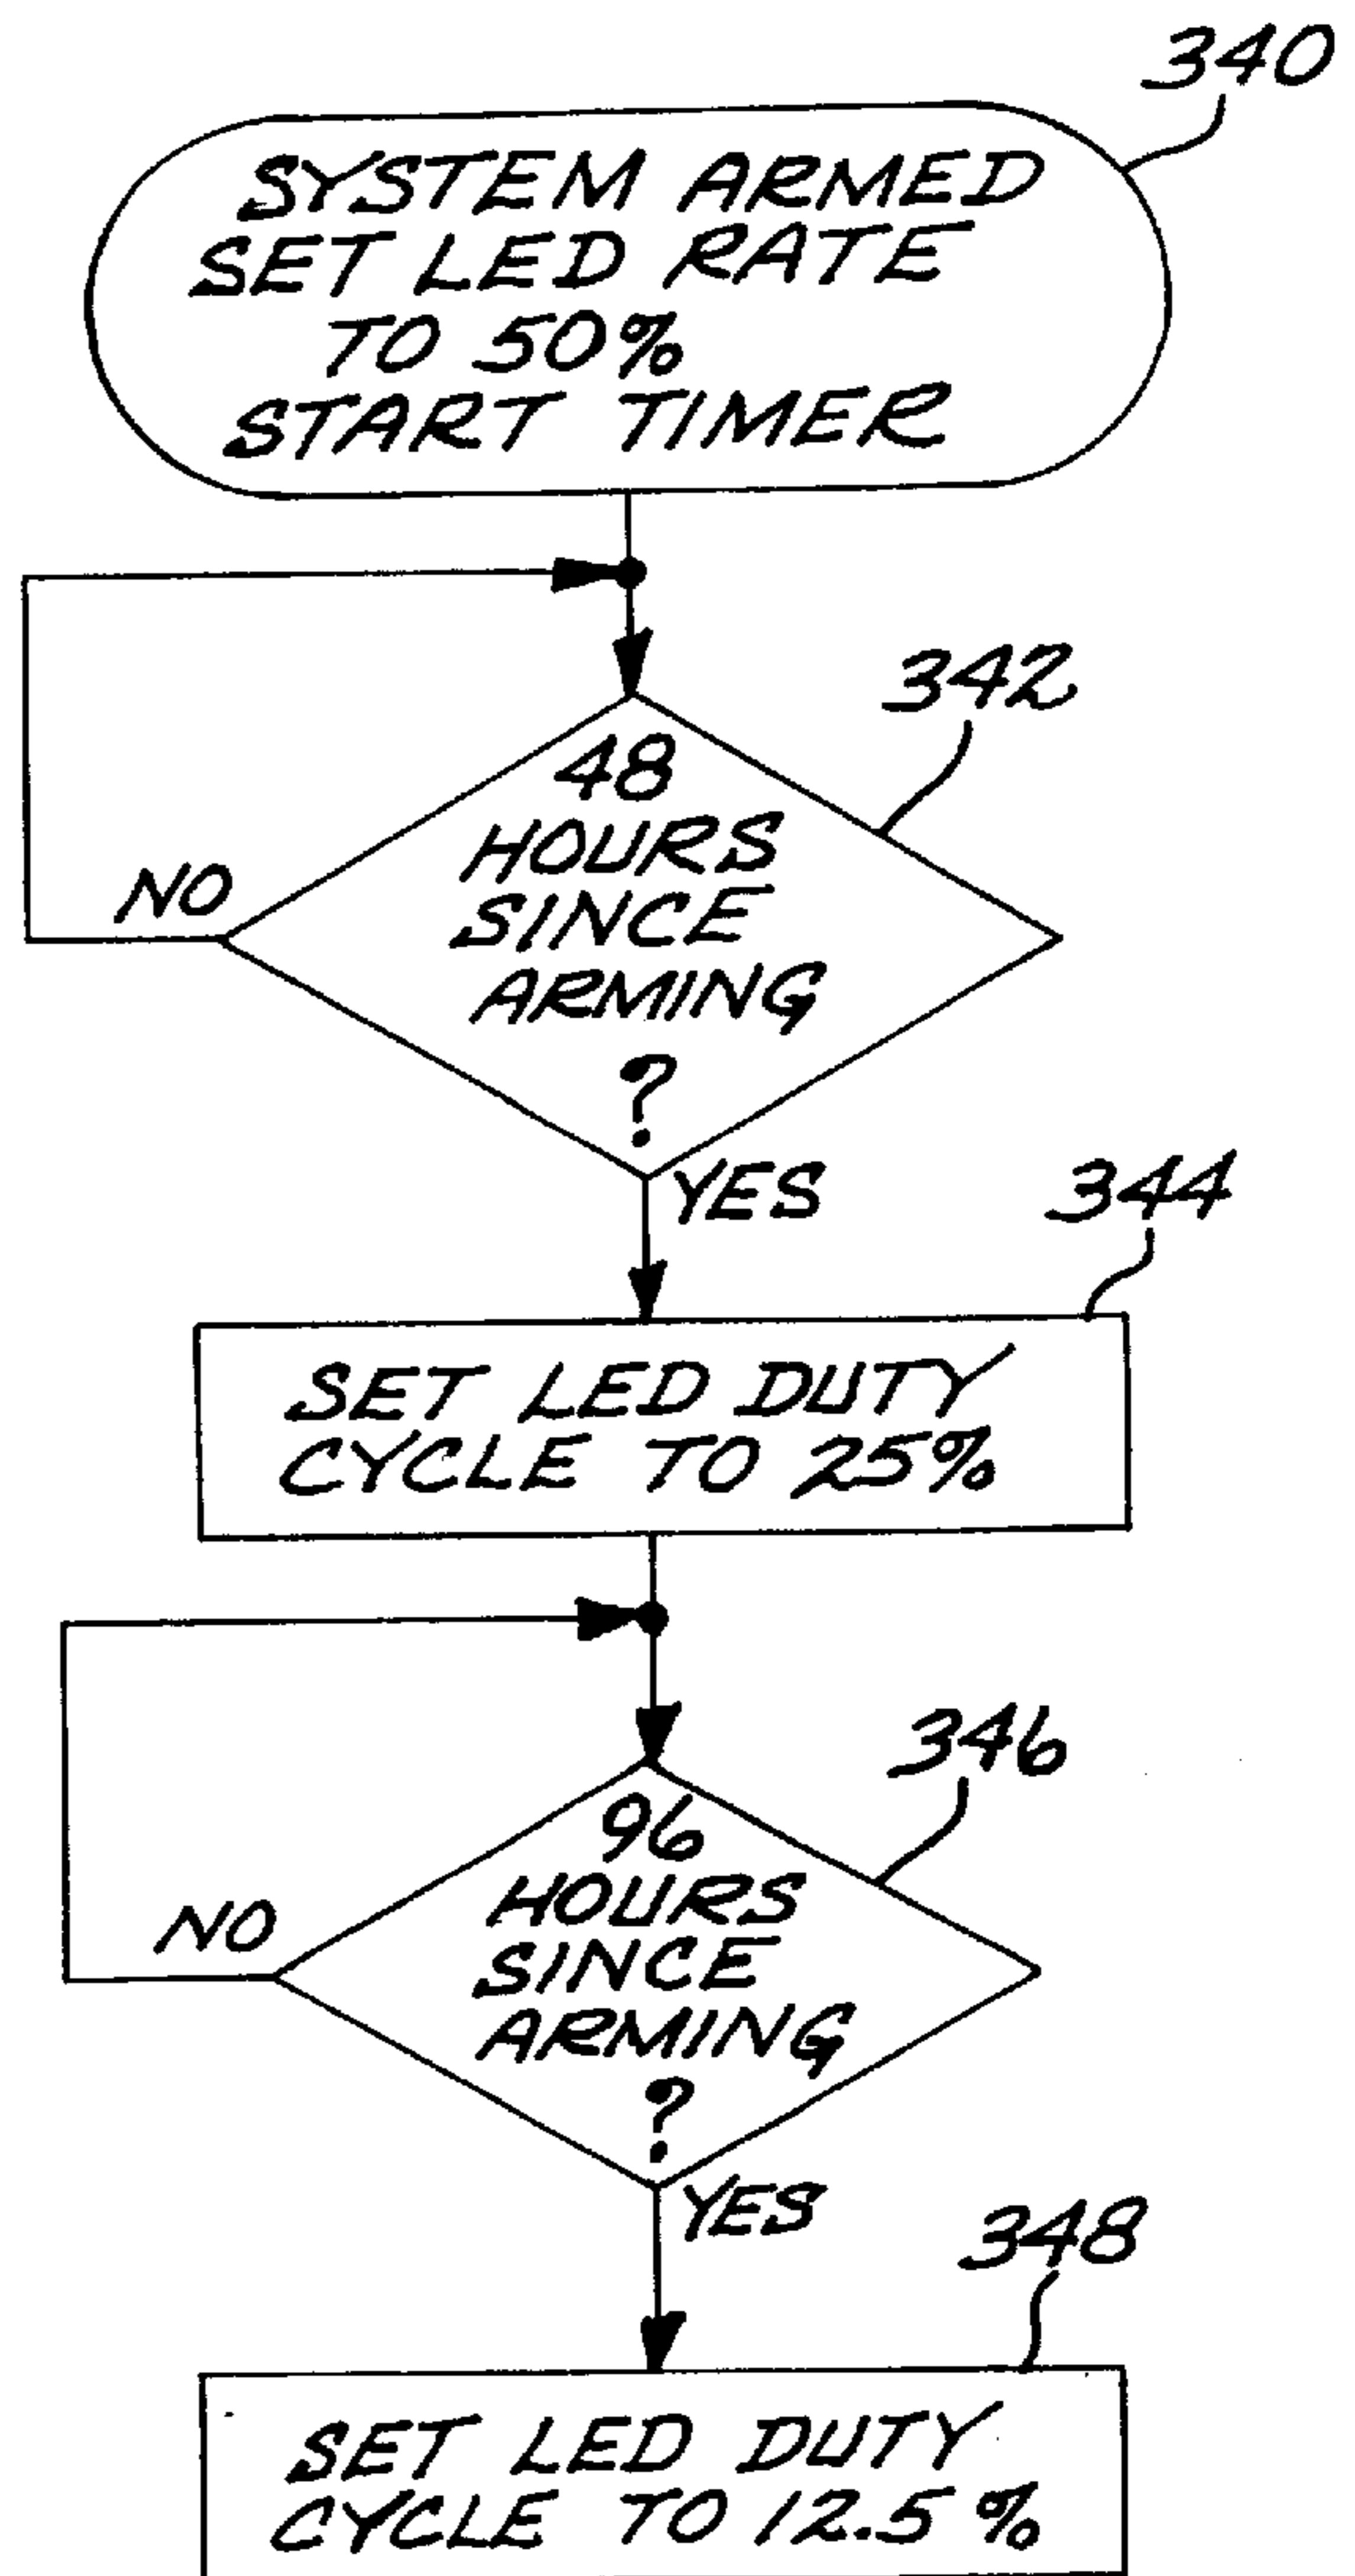 340
SYSTEM ARMED
SET LED RATE
TO 50%
START TIMER
342
48
HOURS
SINCE
ARMING
?
NO
YES
344
SET LED DUTY
CYCLE TO 25%
346
96
HOURS
SINCE
ARMING
?
NO
YES
348
SET LED DUTY
CYCLE TO 12.5%